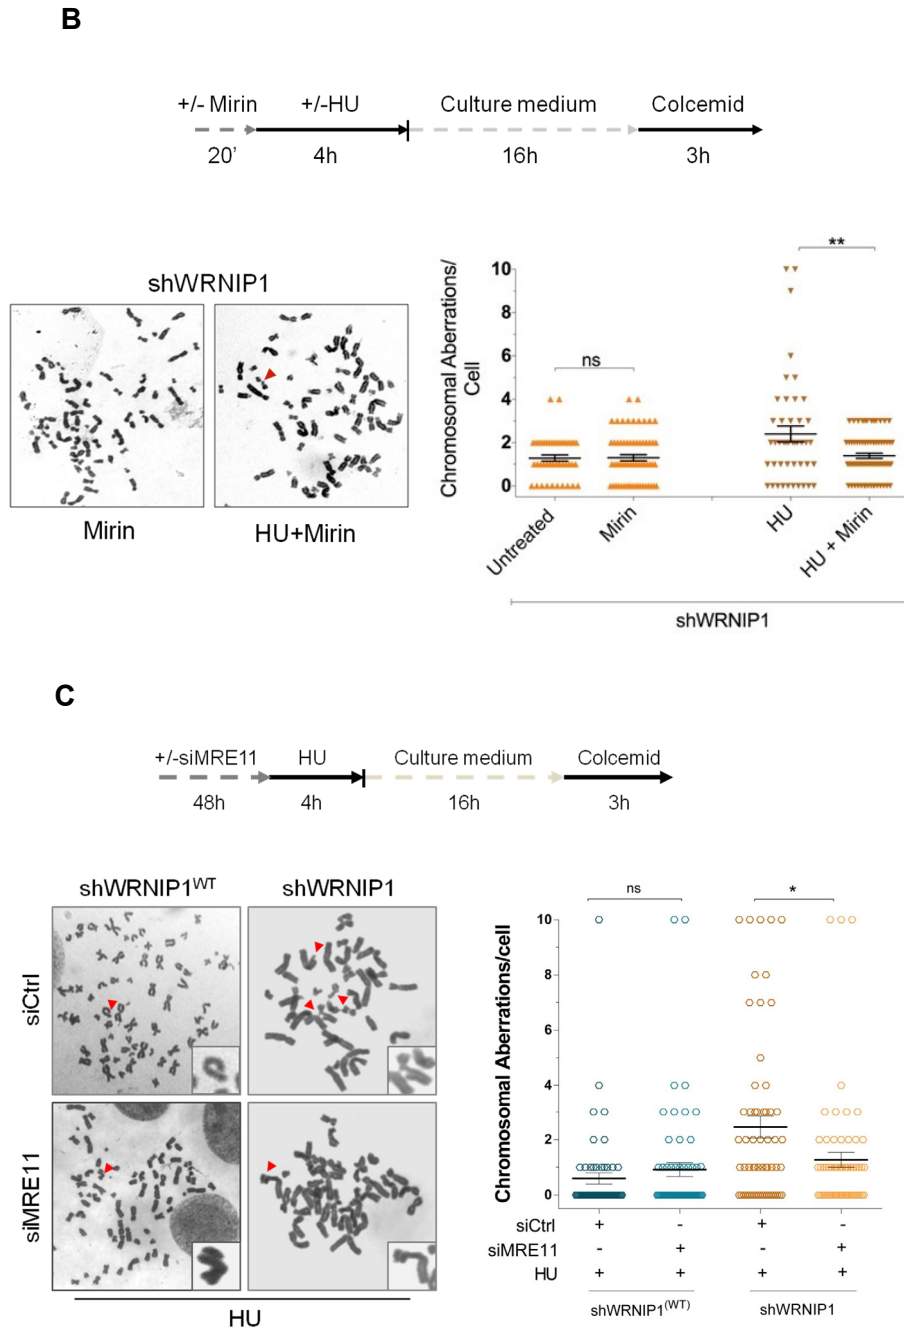 B
+/- Mirin +/-HU Culture medium Colcemid
20' 4h 16h 3h
shWRNIP1
Mirin HU+Mirin
Chromosomal Aberrations/
Cell
10
8
6
4
2
0
ns
**
Untreated Mirin HU HU + Mirin
shWRNIP1
C
+/-siMRE11 HU Culture medium Colcemid
48h 4h 16h 3h
shWRNIP1WT shWRNIP1
siCtrl
siMRE11
HU
Chromosomal Aberrations/cell
10
8
6
4
2
0
ns
*
siCtrl + - + -
siMRE11 - + - +
HU + + + +
shWRNIP1(WT) shWRNIP1